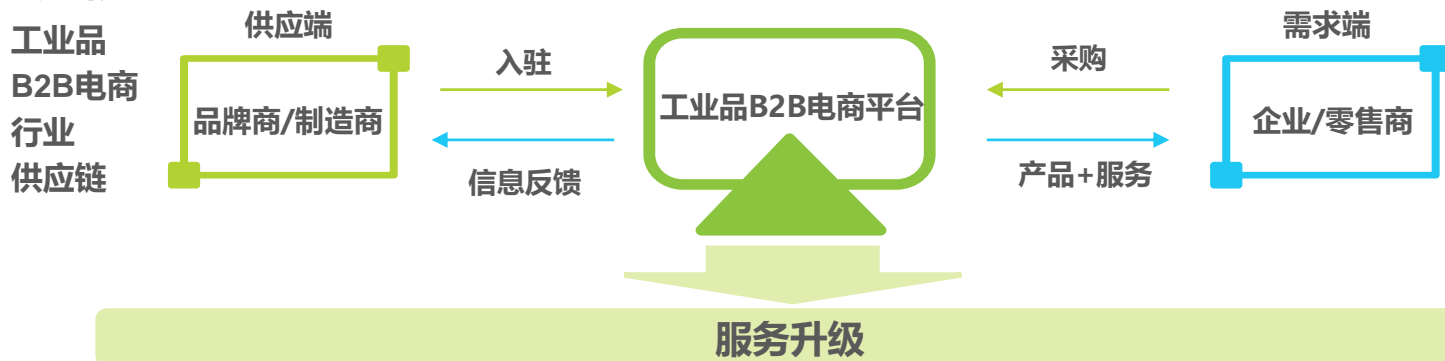 工业品
B2B电商
行业
供应链
供应端
品牌商/制造商
入驻
信息反馈
工业品B2B电商平台
采购
产品+服务
需求端
企业/零售商
服务升级